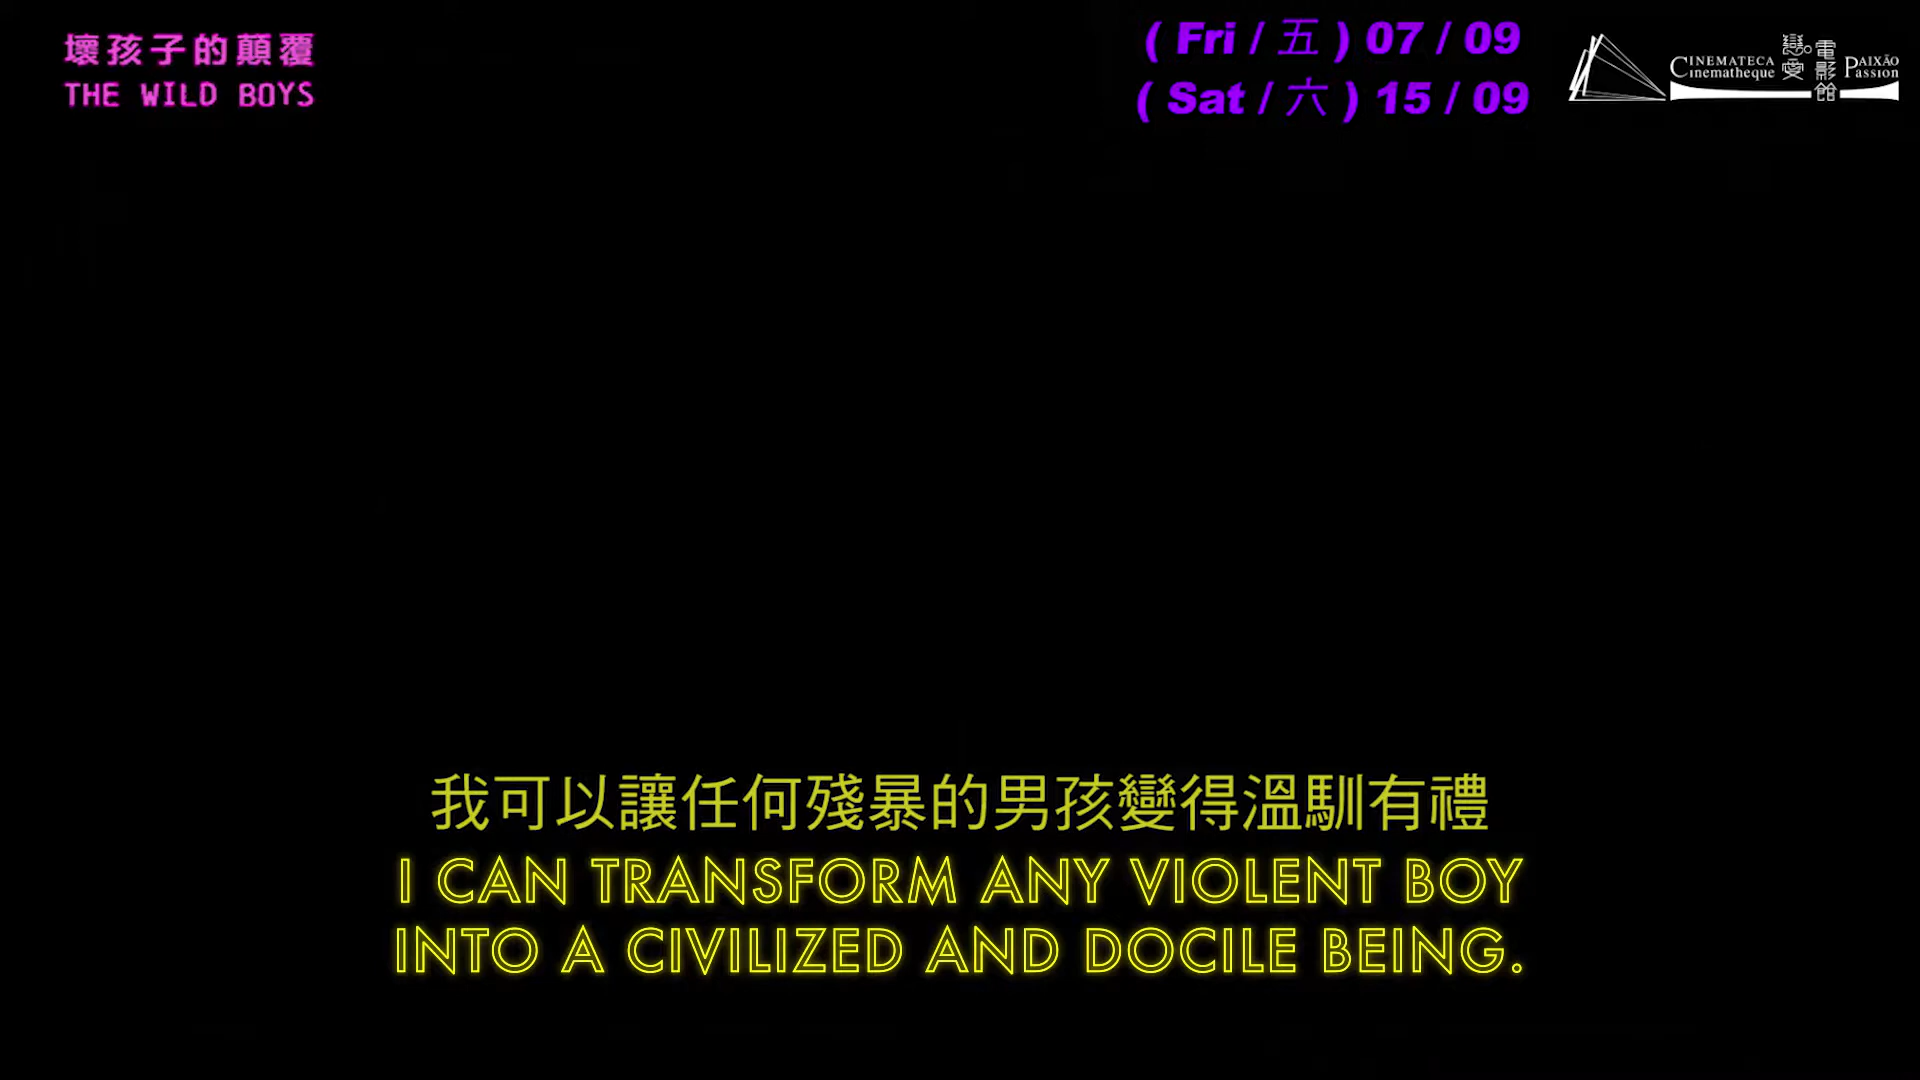 壞孩子的顛覆
THE WILD BOYS
( Fri / 五 ) 07 / 09
( Sat / 六 ) 15 / 09
CINEMATECA
Cinematheque
戀愛
電影館
PAIXÃO
Passion
我可以讓任何殘暴的男孩變得溫馴有禮
I CAN TRANSFORM ANY VIOLENT BOY
INTO A CIVILIZED AND DOCILE BEING.